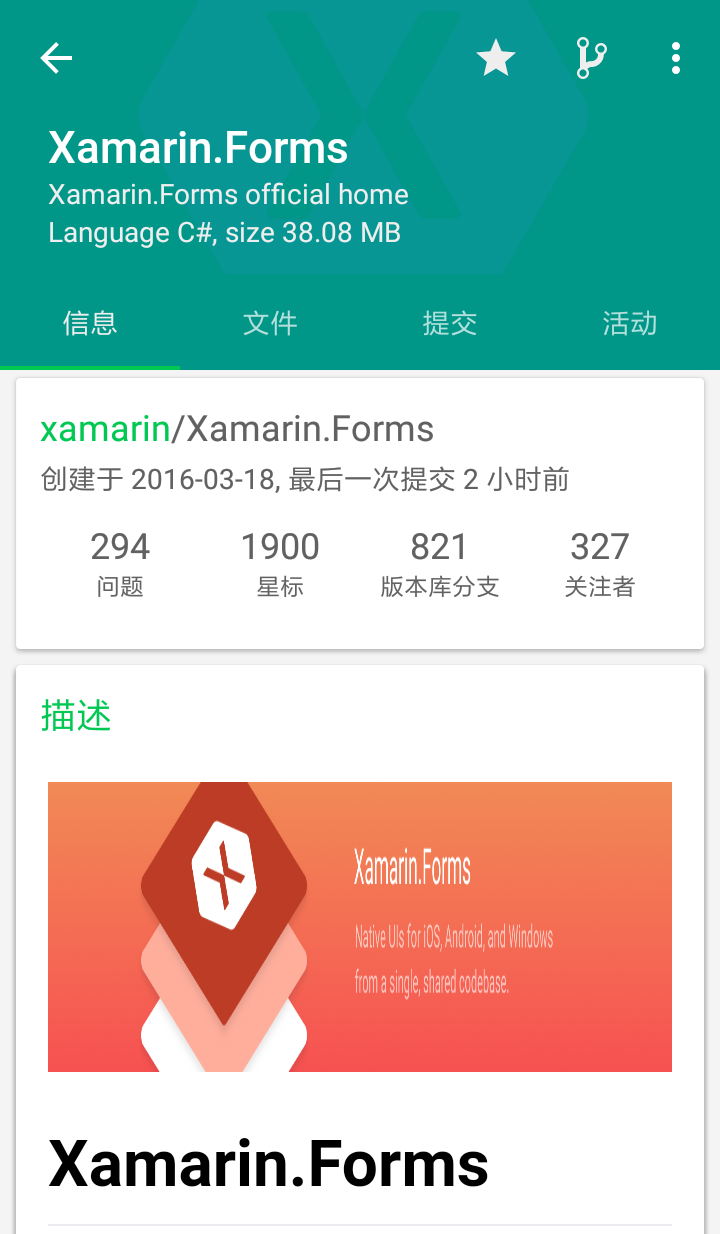 Xamarin.Forms
Xamarin.Forms official home
Language C#, size 38.08 MB
信息 文件 提交 活动
xamarin/Xamarin.Forms
创建于 2016-03-18, 最后一次提交 2 小时前
294 1900 821 327
问题 星标 版本库分支 关注者
描述
Xamarin.Forms
Native UIs for iOS, Android, and Windows
from a single, shared codebase.
Xamarin.Forms